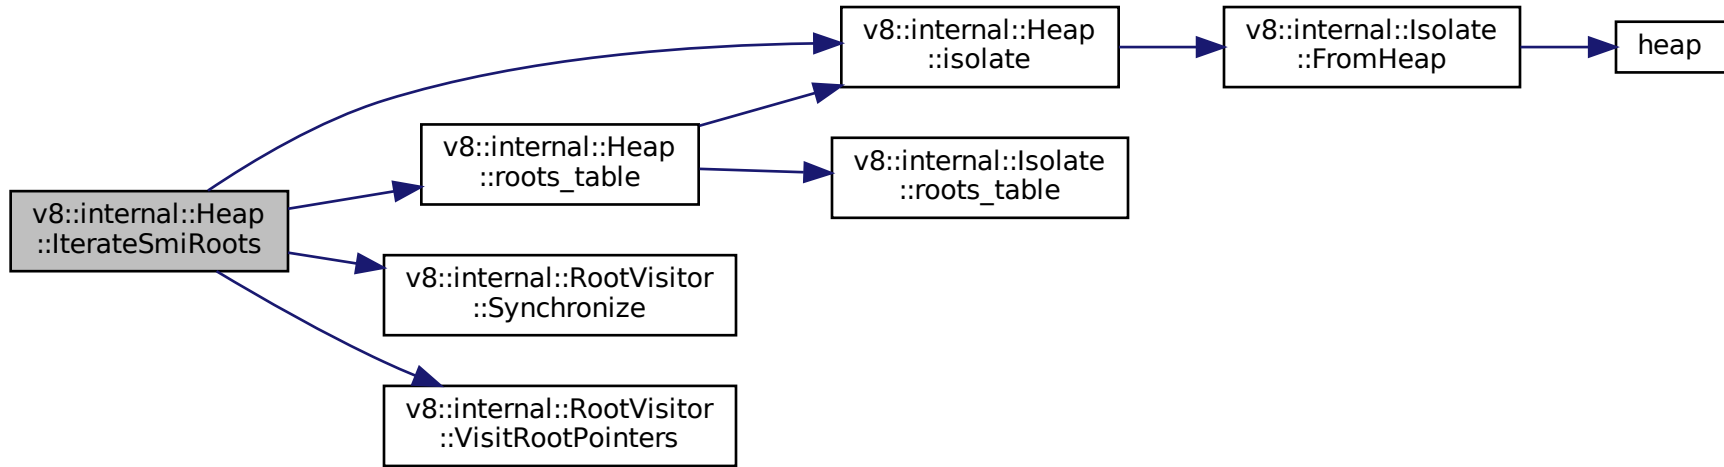 v8::internal::Heap
::IterateSmiRoots
v8::internal::Heap
::isolate
v8::internal::Isolate
::FromHeap
heap
v8::internal::Heap
::roots_table
v8::internal::Isolate
::roots_table
v8::internal::RootVisitor
::Synchronize
v8::internal::RootVisitor
::VisitRootPointers